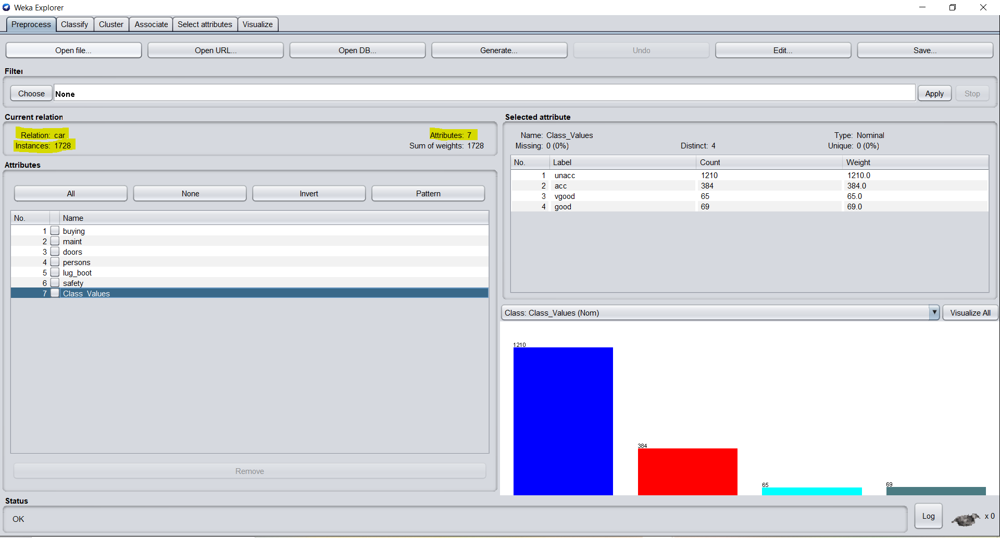 Weka Explorer
Preprocess Classify Cluster Associate Select attributes Visualize
Open file... Open URL... Open DB... Generate... Undo Edit... Save...
Filter
Choose None Apply Stop
Current relation
Relation: car Attributes: 7
Instances: 1728 Sum of weights: 1728
Attributes
All None Invert Pattern
No. Name
1 buying
2 maint
3 doors
4 persons
5 lug_boot
6 safety
7 Class_Values
Remove
Selected attribute
Name: Class_Values Type: Nominal
Missing: 0 (0%) Distinct: 4 Unique: 0 (0%)
No. Label Count Weight
1 unacc 1210 1210.0
2 acc 384 384.0
3 vgood 65 65.0
4 good 69 69.0
Class: Class_Values (Nom) Visualize All
1210
384
65
69
Status
OK
Log x 0